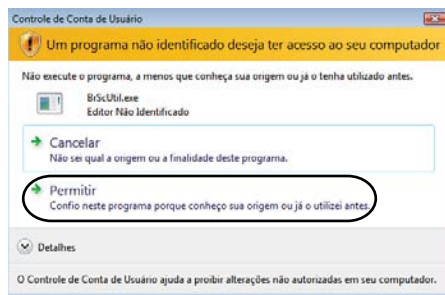 Controle de Conta de Usuário
Um programa não identificado deseja ter acesso ao seu computador
Não execute o programa, a menos que conheça sua origem ou já o tenha utilizado antes.
BrScUtil.exe
Editor Não Identificado
Cancelar
Não sei qual a origem ou a finalidade deste programa.
Permitir
Confio neste programa porque conheço sua origem ou já o utilizei antes.
Detalhes
O Controle de Conta de Usuário ajuda a proibir alterações não autorizadas em seu computador.